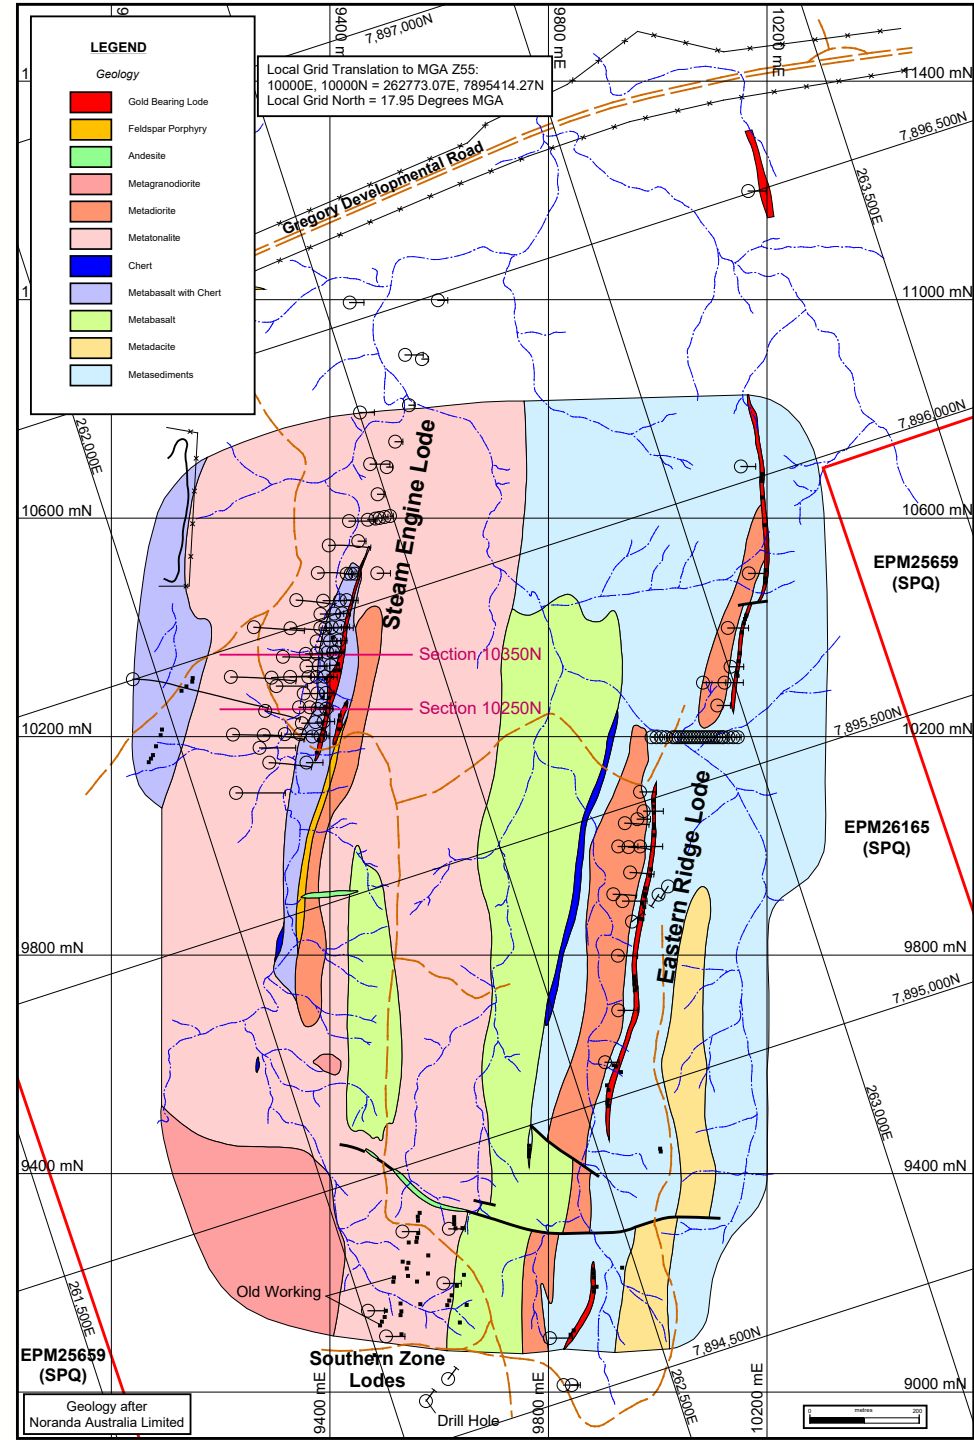 9400 mE
7,897,000N
9800 mE
10200 mE
LEGEND
Geology
Gold Bearing Lode
Feldspar Porphyry
Andesite
Metagranodiorite
Metadiorite
Metatonalite
Chert
Metabasalt with Chert
Metabasalt
Metadacite
Metasediments
Local Grid Translation to MGA Z55:
10000E, 10000N = 262773.07E, 7895414.27N
Local Grid North = 17.95 Degrees MGA
11400 mN
7,896,500N
Gregory Developmental Road
263,500E
11000 mN
262,000E
7,896,000N
Steam Engine Lode
10600 mN
10600 mN
EPM25659
(SPQ)
Section 10350N
Section 10250N
7,895,500N
10200 mN
10200 mN
Eastern Ridge Lode
EPM26165
(SPQ)
9800 mN
9800 mN
7,895,000N
263,000E
9400 mN
9400 mN
Old Working
261,500E
EPM25659
(SPQ)
Southern Zone
Lodes
7,894,500N
262,500E
9000 mN
Geology after
Noranda Australia Limited
9400 mE
Drill Hole
9800 mE
10200 mE
0 metres 200